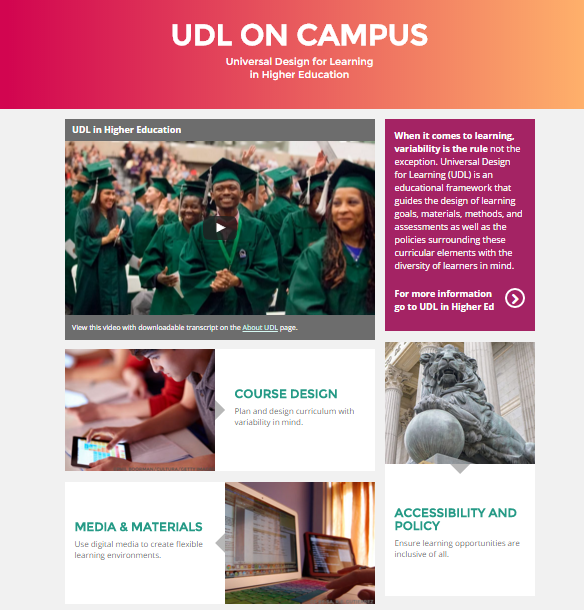 UDL ON CAMPUS
Universal Design for Learning
in Higher Education
UDL in Higher Education
View this video with downloadable transcript on the About UDL page.
When it comes to learning,
variability is the rule not the
exception. Universal Design
for Learning (UDL) is an
educational framework that
guides the design of learning
goals, materials, methods, and
assessments as well as the
policies surrounding these
curricular elements with the
diversity of learners in mind.
For more information
go to UDL in Higher Ed
COURSE DESIGN
Plan and design curriculum with
variability in mind.
MEDIA & MATERIALS
Use digital media to create flexible
learning environments.
ACCESSIBILITY AND
POLICY
Ensure learning opportunities are
inclusive of all.